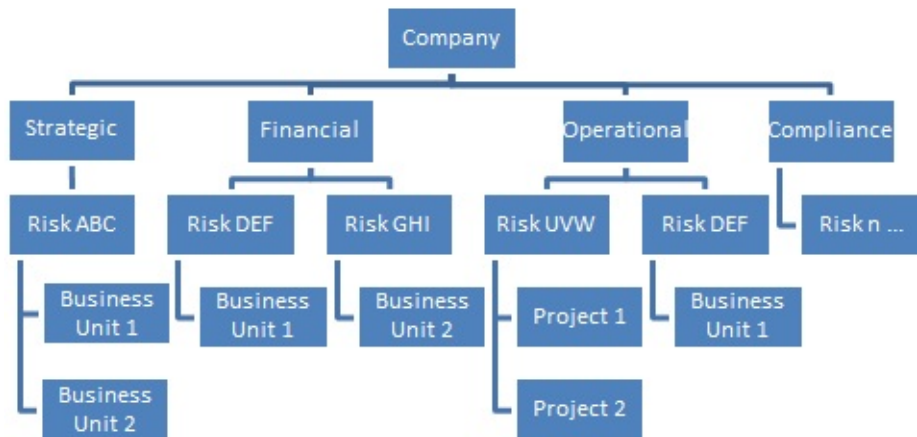 Company
Strategic
Financial
Operational
Compliance
Risk ABC
Risk DEF
Risk GHI
Risk UVW
Risk DEF
Risk n ...
Business
Unit 1
Business
Unit 1
Business
Unit 2
Project 1
Business
Unit 1
Business
Unit 2
Project 2